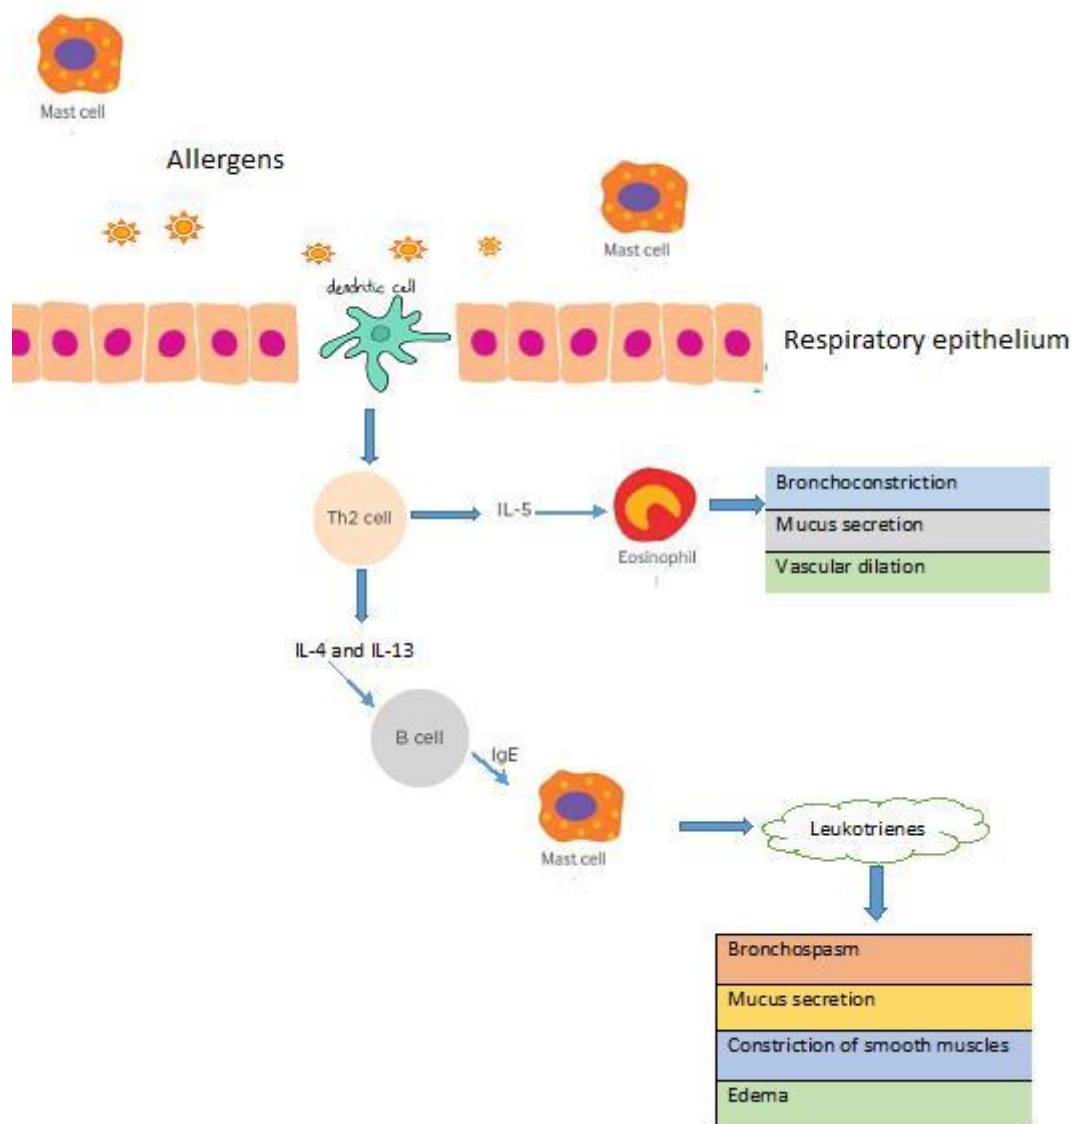 Mast cell
Allergens
Mast cell
dendritic cell
Respiratory epithelium
Th2 cell
IL-5
Eosinophil
Bronchoconstriction
Mucus secretion
Vascular dilation
IL-4 and IL-13
B cell
IgE
Mast cell
Leukotrienes
Bronchospasm
Mucus secretion
Constriction of smooth muscles
Edema